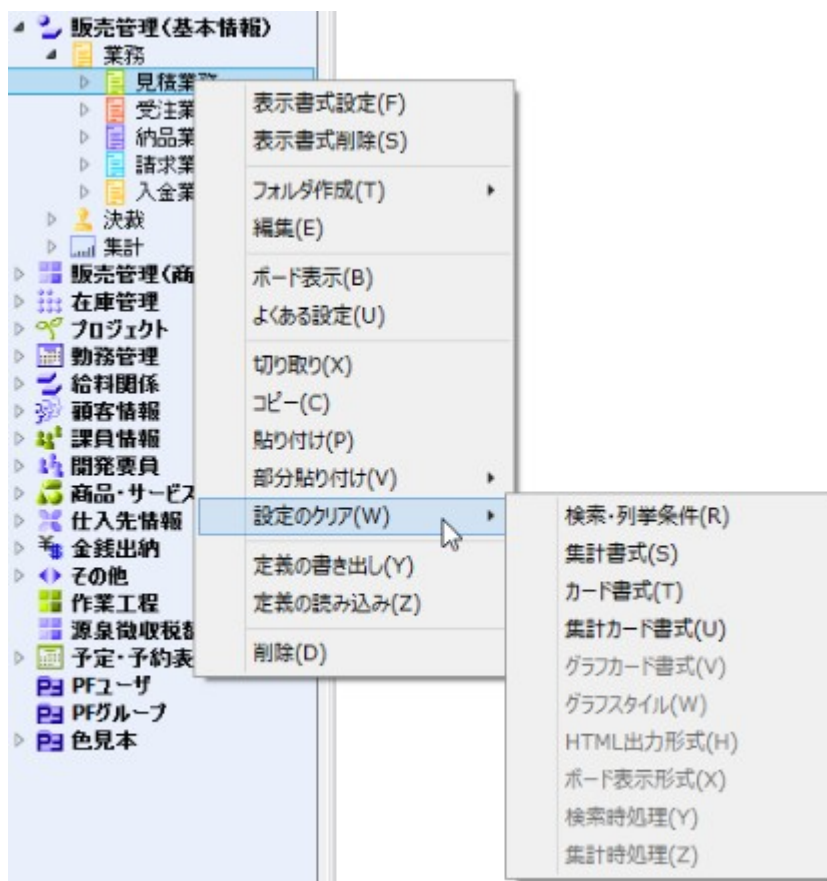 販売管理(基本情報)
業務
見積業
受注業
納品業
請求業
入金業
決裁
集計
販売管理(商
在庫管理
プロジェクト
勤務管理
給料関係
顧客情報
課員情報
開発要員
商品・サービス
仕入先情報
金銭出納
その他
作業工程
源泉徴収税
予定・予約表
PFユーザ
PFグループ
色見本
表示書式設定(F)
表示書式削除(S)
フォルダ作成(T)
編集(E)
ボード表示(B)
よくある設定(U)
切り取り(X)
コピー(C)
貼り付け(P)
部分貼り付け(V)
設定のクリア(W)
定義の書き出し(Y)
定義の読み込み(Z)
削除(D)
検索・列挙条件(R)
集計書式(S)
カード書式(T)
集計カード書式(U)
グラフカード書式(V)
グラフスタイル(W)
HTML出力形式(H)
ボード表示形式(X)
検索時処理(Y)
集計時処理(Z)